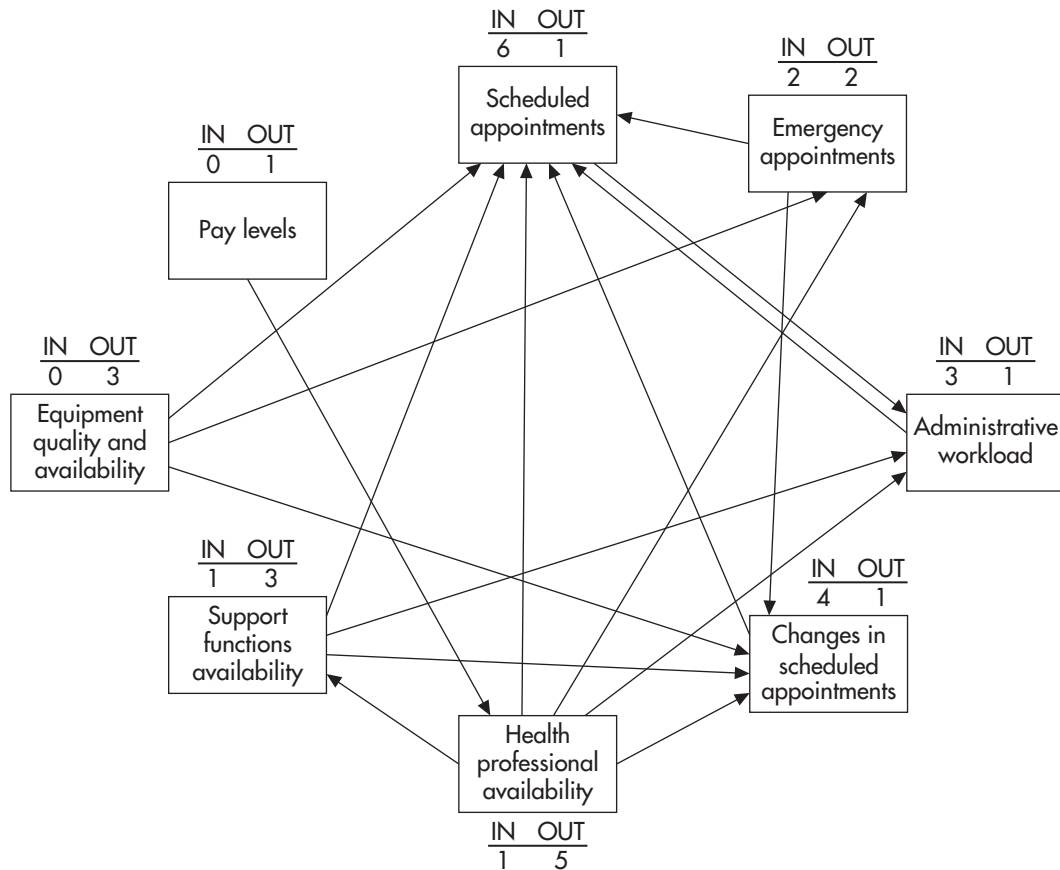 IN OUT
6 1
Scheduled
appointments
IN OUT
2 2
Emergency
appointments
IN OUT
0 1
Pay levels
IN OUT
0 3
Equipment
quality and
availability
IN OUT
3 1
Administrative
workload
IN OUT
1 3
Support
functions
availability
IN OUT
4 1
Changes in
scheduled
appointments
Health
professional
availability
IN OUT
1 5